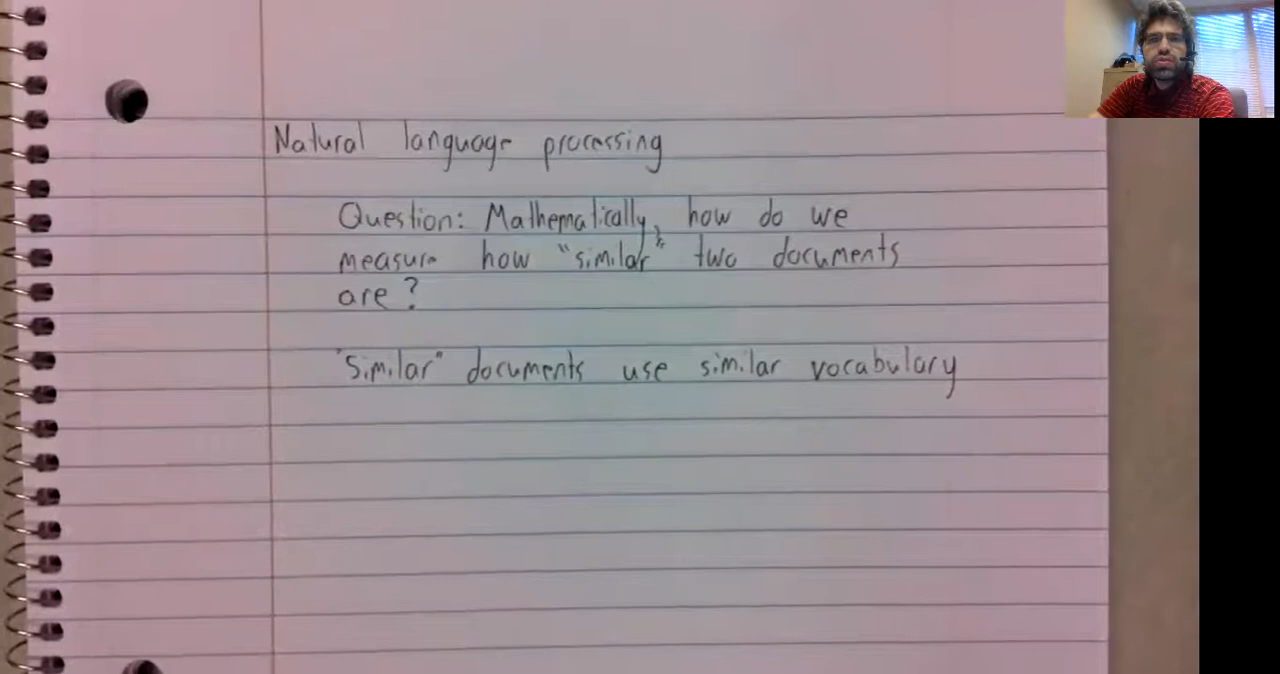 Natural language processing
Question: Mathematically, how do we
measure how "similar" two documents
are?
"Similar" documents use similar vocabulary